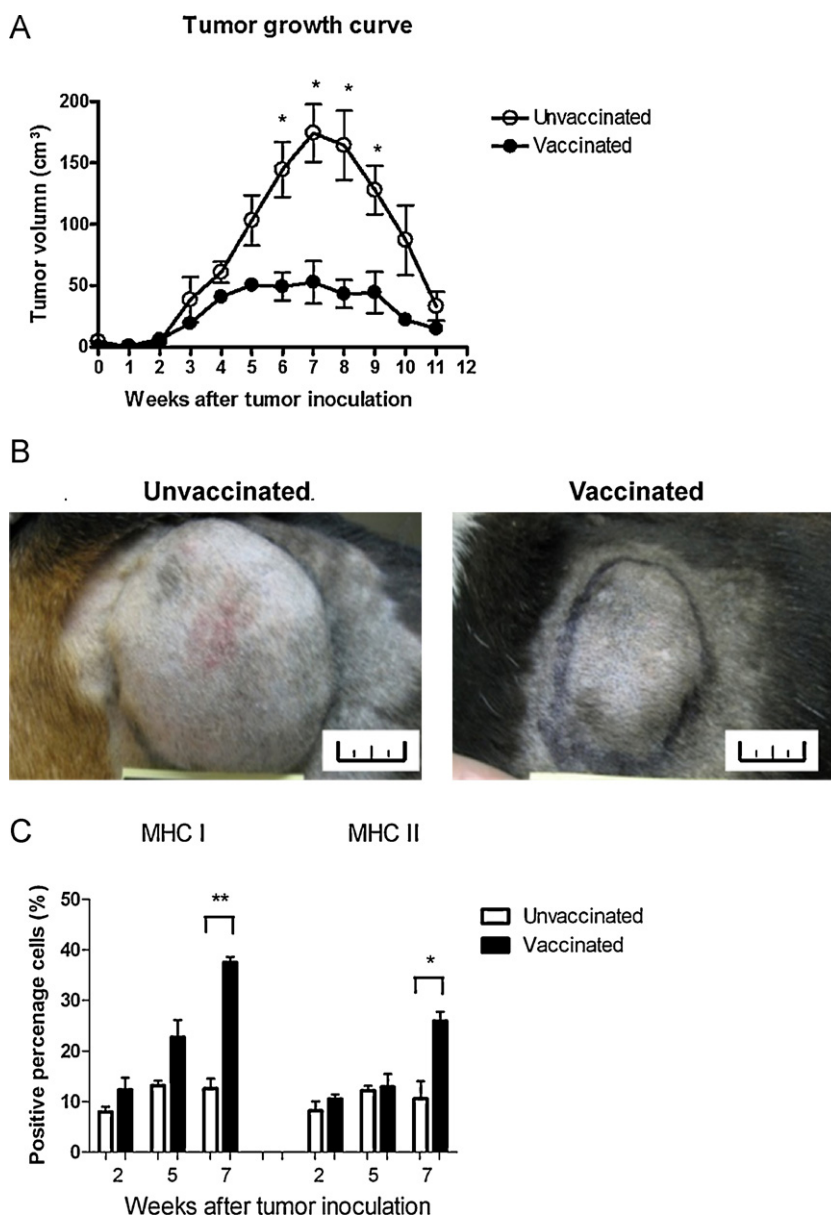 A
Tumor growth curve
Tumor volumn (cm³)
200
150
100
50
0
* * * *
0 1 2 3 4 5 6 7 8 9 10 11 12
Weeks after tumor inoculation
Unvaccinated
Vaccinated
B
Unvaccinated.
Vaccinated
C
MHC I
MHC II
Positive percenage cells (%)
50
40
30
20
10
0
**
*
2 5 7 2 5 7
Weeks after tumor inoculation
Unvaccinated
Vaccinated